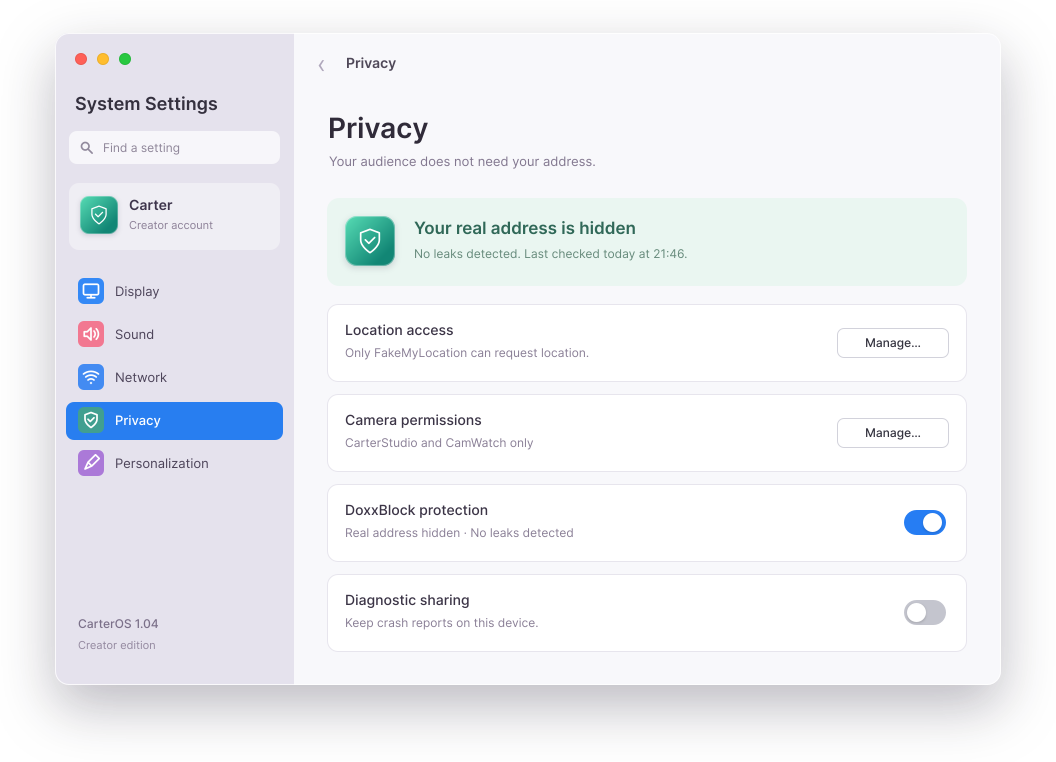 System Settings
Find a setting
Carter
Creator account
Display
Sound
Network
Privacy
Personalization
CarterOS 1.04
Creator edition
Privacy
Privacy
Your audience does not need your address.
Your real address is hidden
No leaks detected. Last checked today at 21:46.
Location access
Only FakeMyLocation can request location.
Manage...
Camera permissions
CarterStudio and CamWatch only
Manage...
DoxxBlock protection
Real address hidden · No leaks detected
Diagnostic sharing
Keep crash reports on this device.